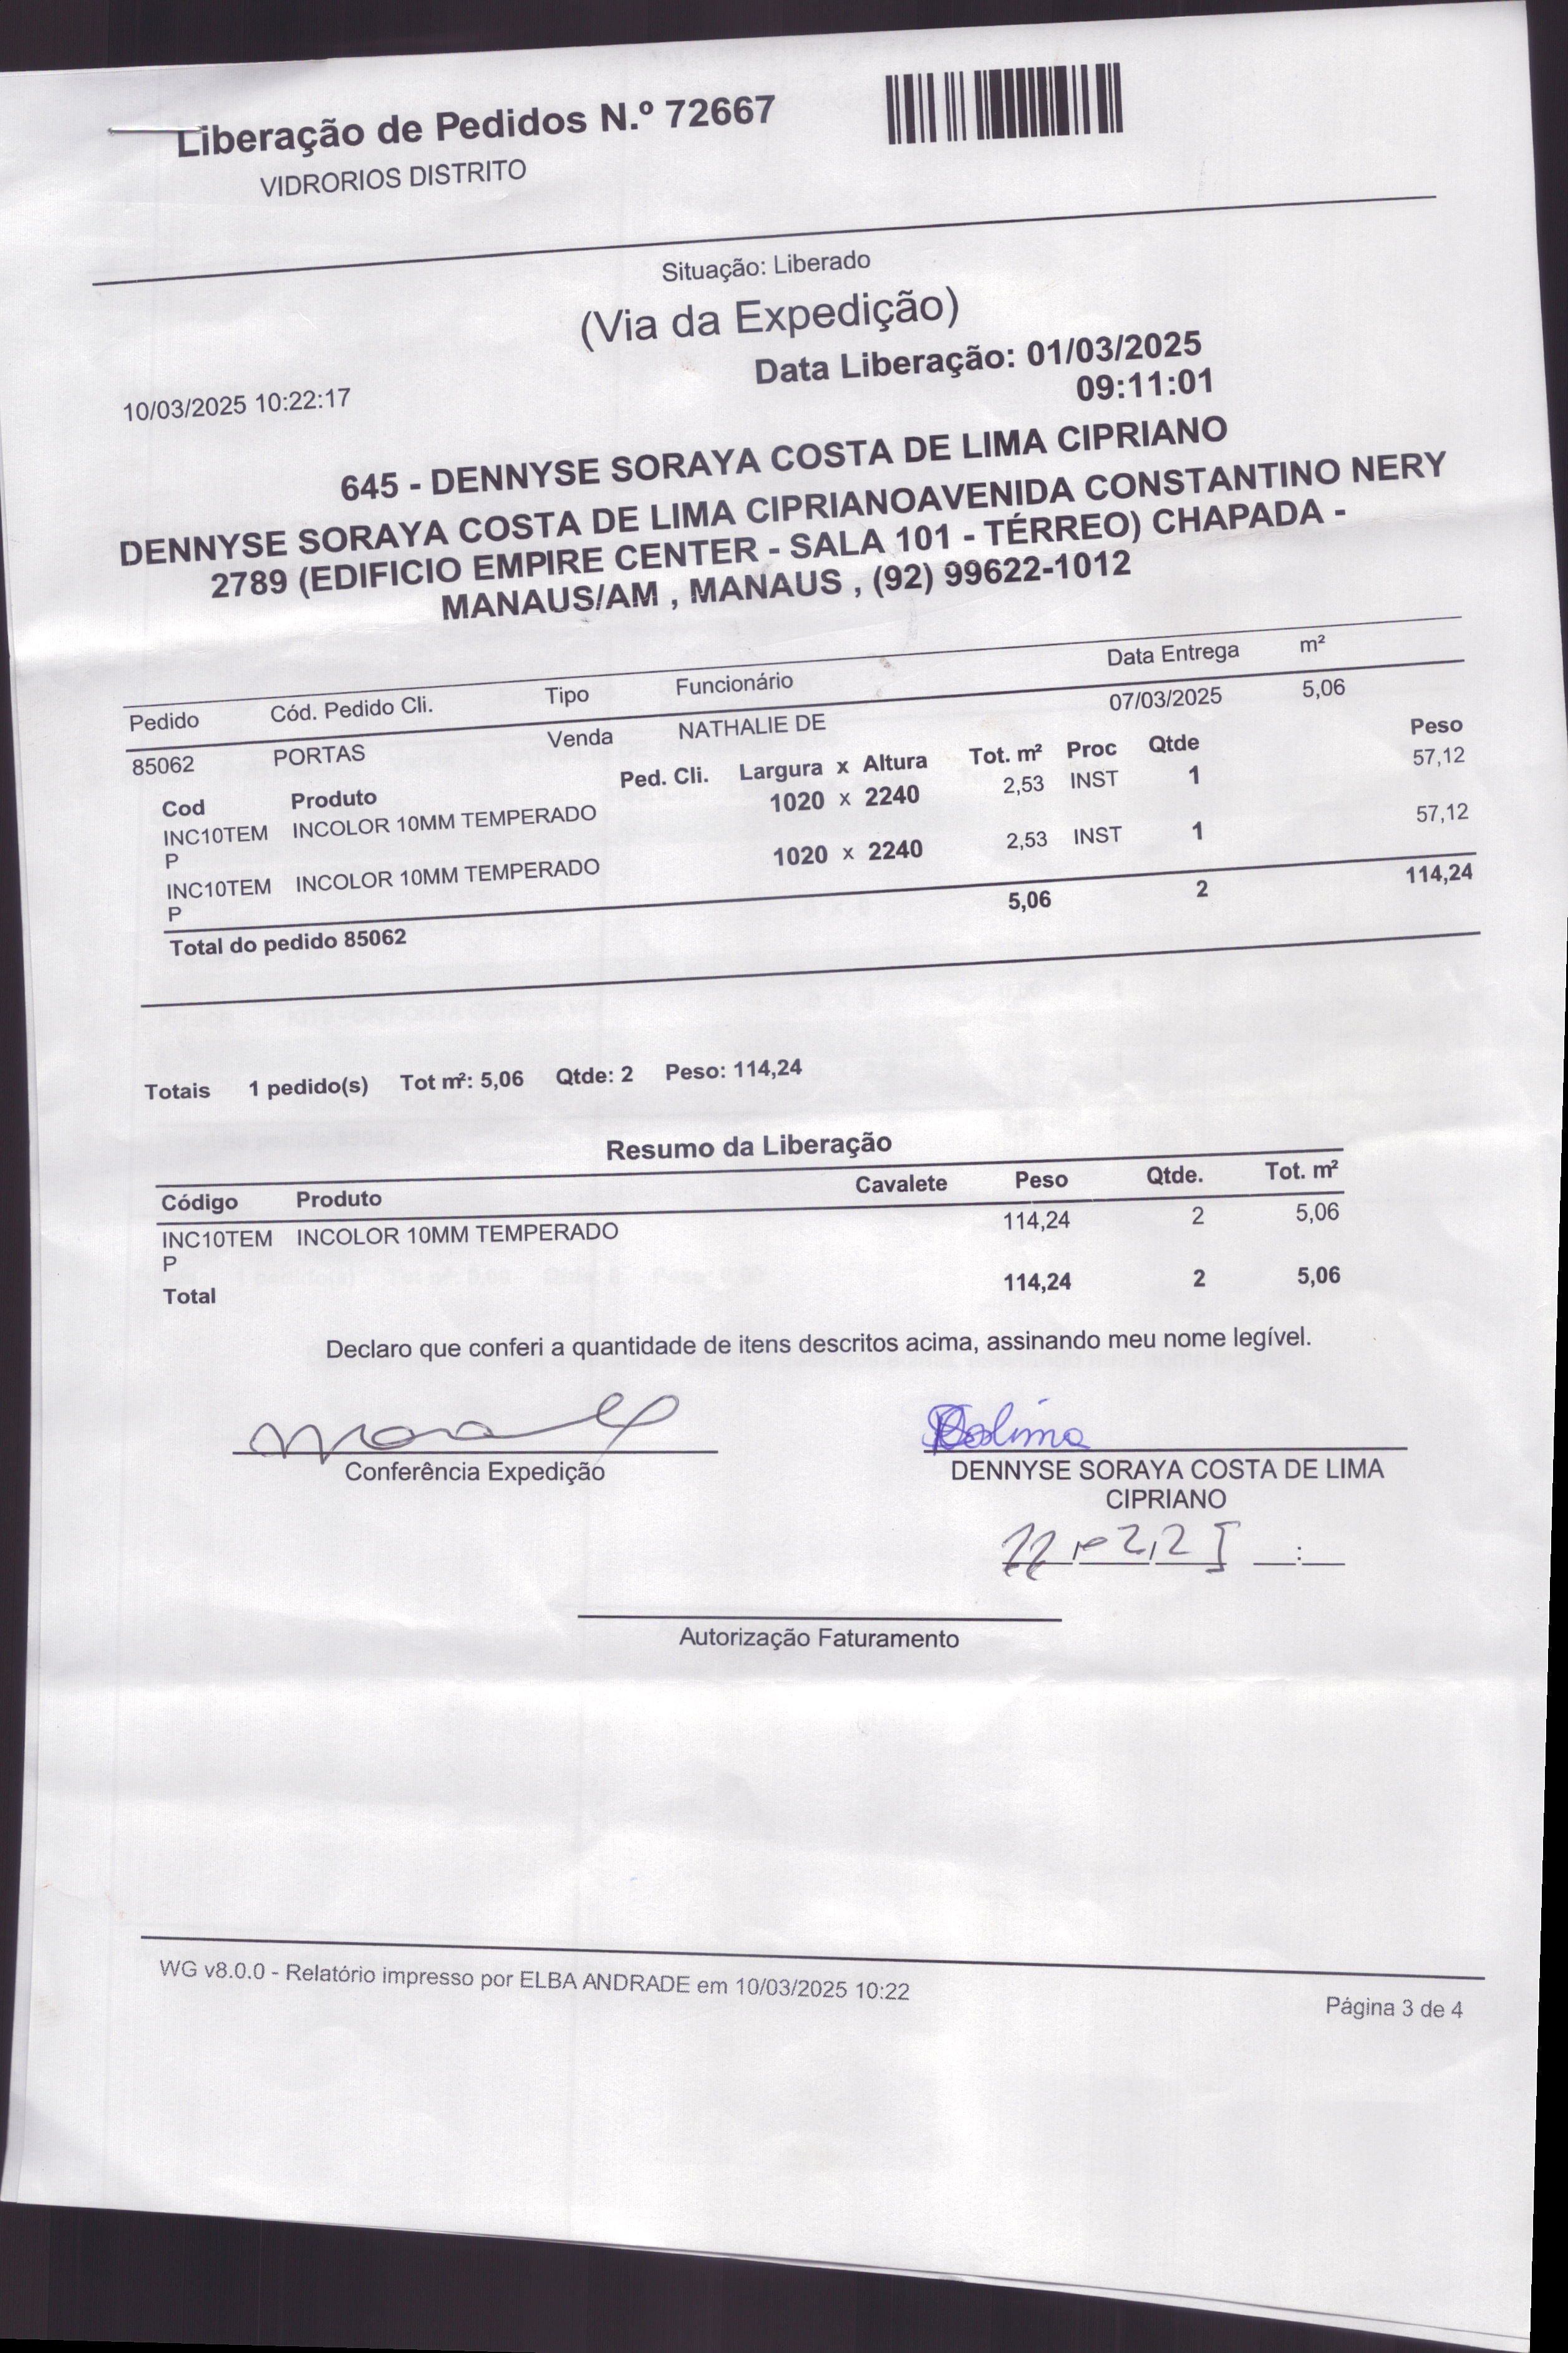 Liberação de Pedidos N.º 72667
VIDRORIOS DISTRITO
Situação: Liberado
(Via da Expedição)
Data Liberação: 01/03/2025
09:11:01
10/03/2025 10:22:17
645 - DENNYSE SORAYA COSTA DE LIMA CIPRIANO
DENNYSE SORAYA COSTA DE LIMA CIPRIANOAVENIDA CONSTANTINO NERY
2789 (EDIFICIO EMPIRE CENTER - SALA 101 - TÉRREO) CHAPADA -
MANAUS/AM , MANAUS , (92) 99622-1012
Pedido Cód. Pedido Cli. Tipo Funcionário Data Entrega m²
85062 PORTAS Venda NATHALIE DE 07/03/2025 5,06
Cod Produto Ped. Cli. Largura x Altura Tot. m² Proc Qtde Peso
INC10TEM INCOLOR 10MM TEMPERADO 1020 x 2240 2,53 INST 1 57,12
P
INC10TEM INCOLOR 10MM TEMPERADO 1020 x 2240 2,53 INST 1 57,12
P
Total do pedido 85062 5,06 2 114,24
Totais 1 pedido(s) Tot m²: 5,06 Qtde: 2 Peso: 114,24
Resumo da Liberação
Código Produto Cavalete Peso Qtde. Tot. m²
INC10TEM INCOLOR 10MM TEMPERADO 114,24 2 5,06
P
Total 114,24 2 5,06
Declaro que conferi a quantidade de itens descritos acima, assinando meu nome legível.
Conferência Expedição
DENNYSE SORAYA COSTA DE LIMA
CIPRIANO
Autorização Faturamento
WG v8.0.0 - Relatório impresso por ELBA ANDRADE em 10/03/2025 10:22
Página 3 de 4